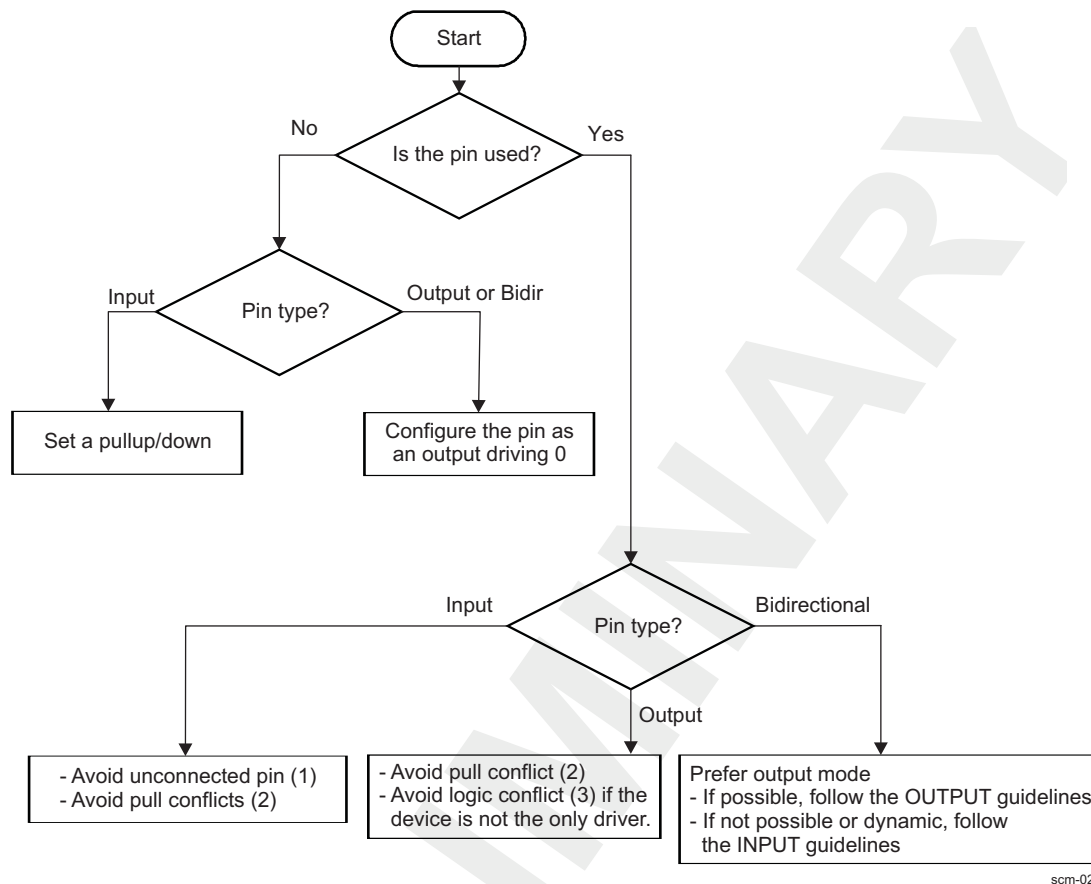 Start
No
Yes
Is the pin used?
Input
Pin type?
Output or Bidir
Set a pullup/down
Configure the pin as
an output driving 0
Input
Pin type?
Bidirectional
Output
- Avoid unconnected pin (1)
- Avoid pull conflicts (2)
- Avoid pull conflict (2)
- Avoid logic conflict (3) if the
device is not the only driver.
Prefer output mode
- If possible, follow the OUTPUT guidelines
- If not possible or dynamic, follow
the INPUT guidelines
scm-02
IMINARY